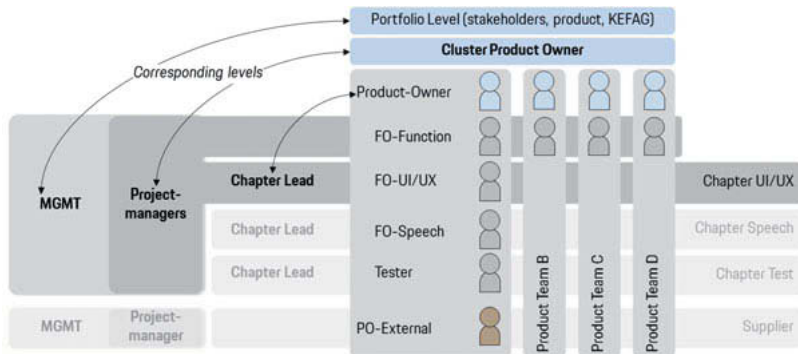 Portfolio Level (stakeholders, product, KEFAG)
Cluster Product Owner
Corresponding levels
Product-Owner
FO-Function
MGMT
Project-
managers
Chapter Lead
FO-UI/UX
Chapter UI/UX
Chapter Lead
FO-Speech
Chapter Speech
Chapter Lead
Tester
Chapter Test
MGMT
Project-
manager
PO-External
Supplier
Product Team B
Product Team C
Product Team D